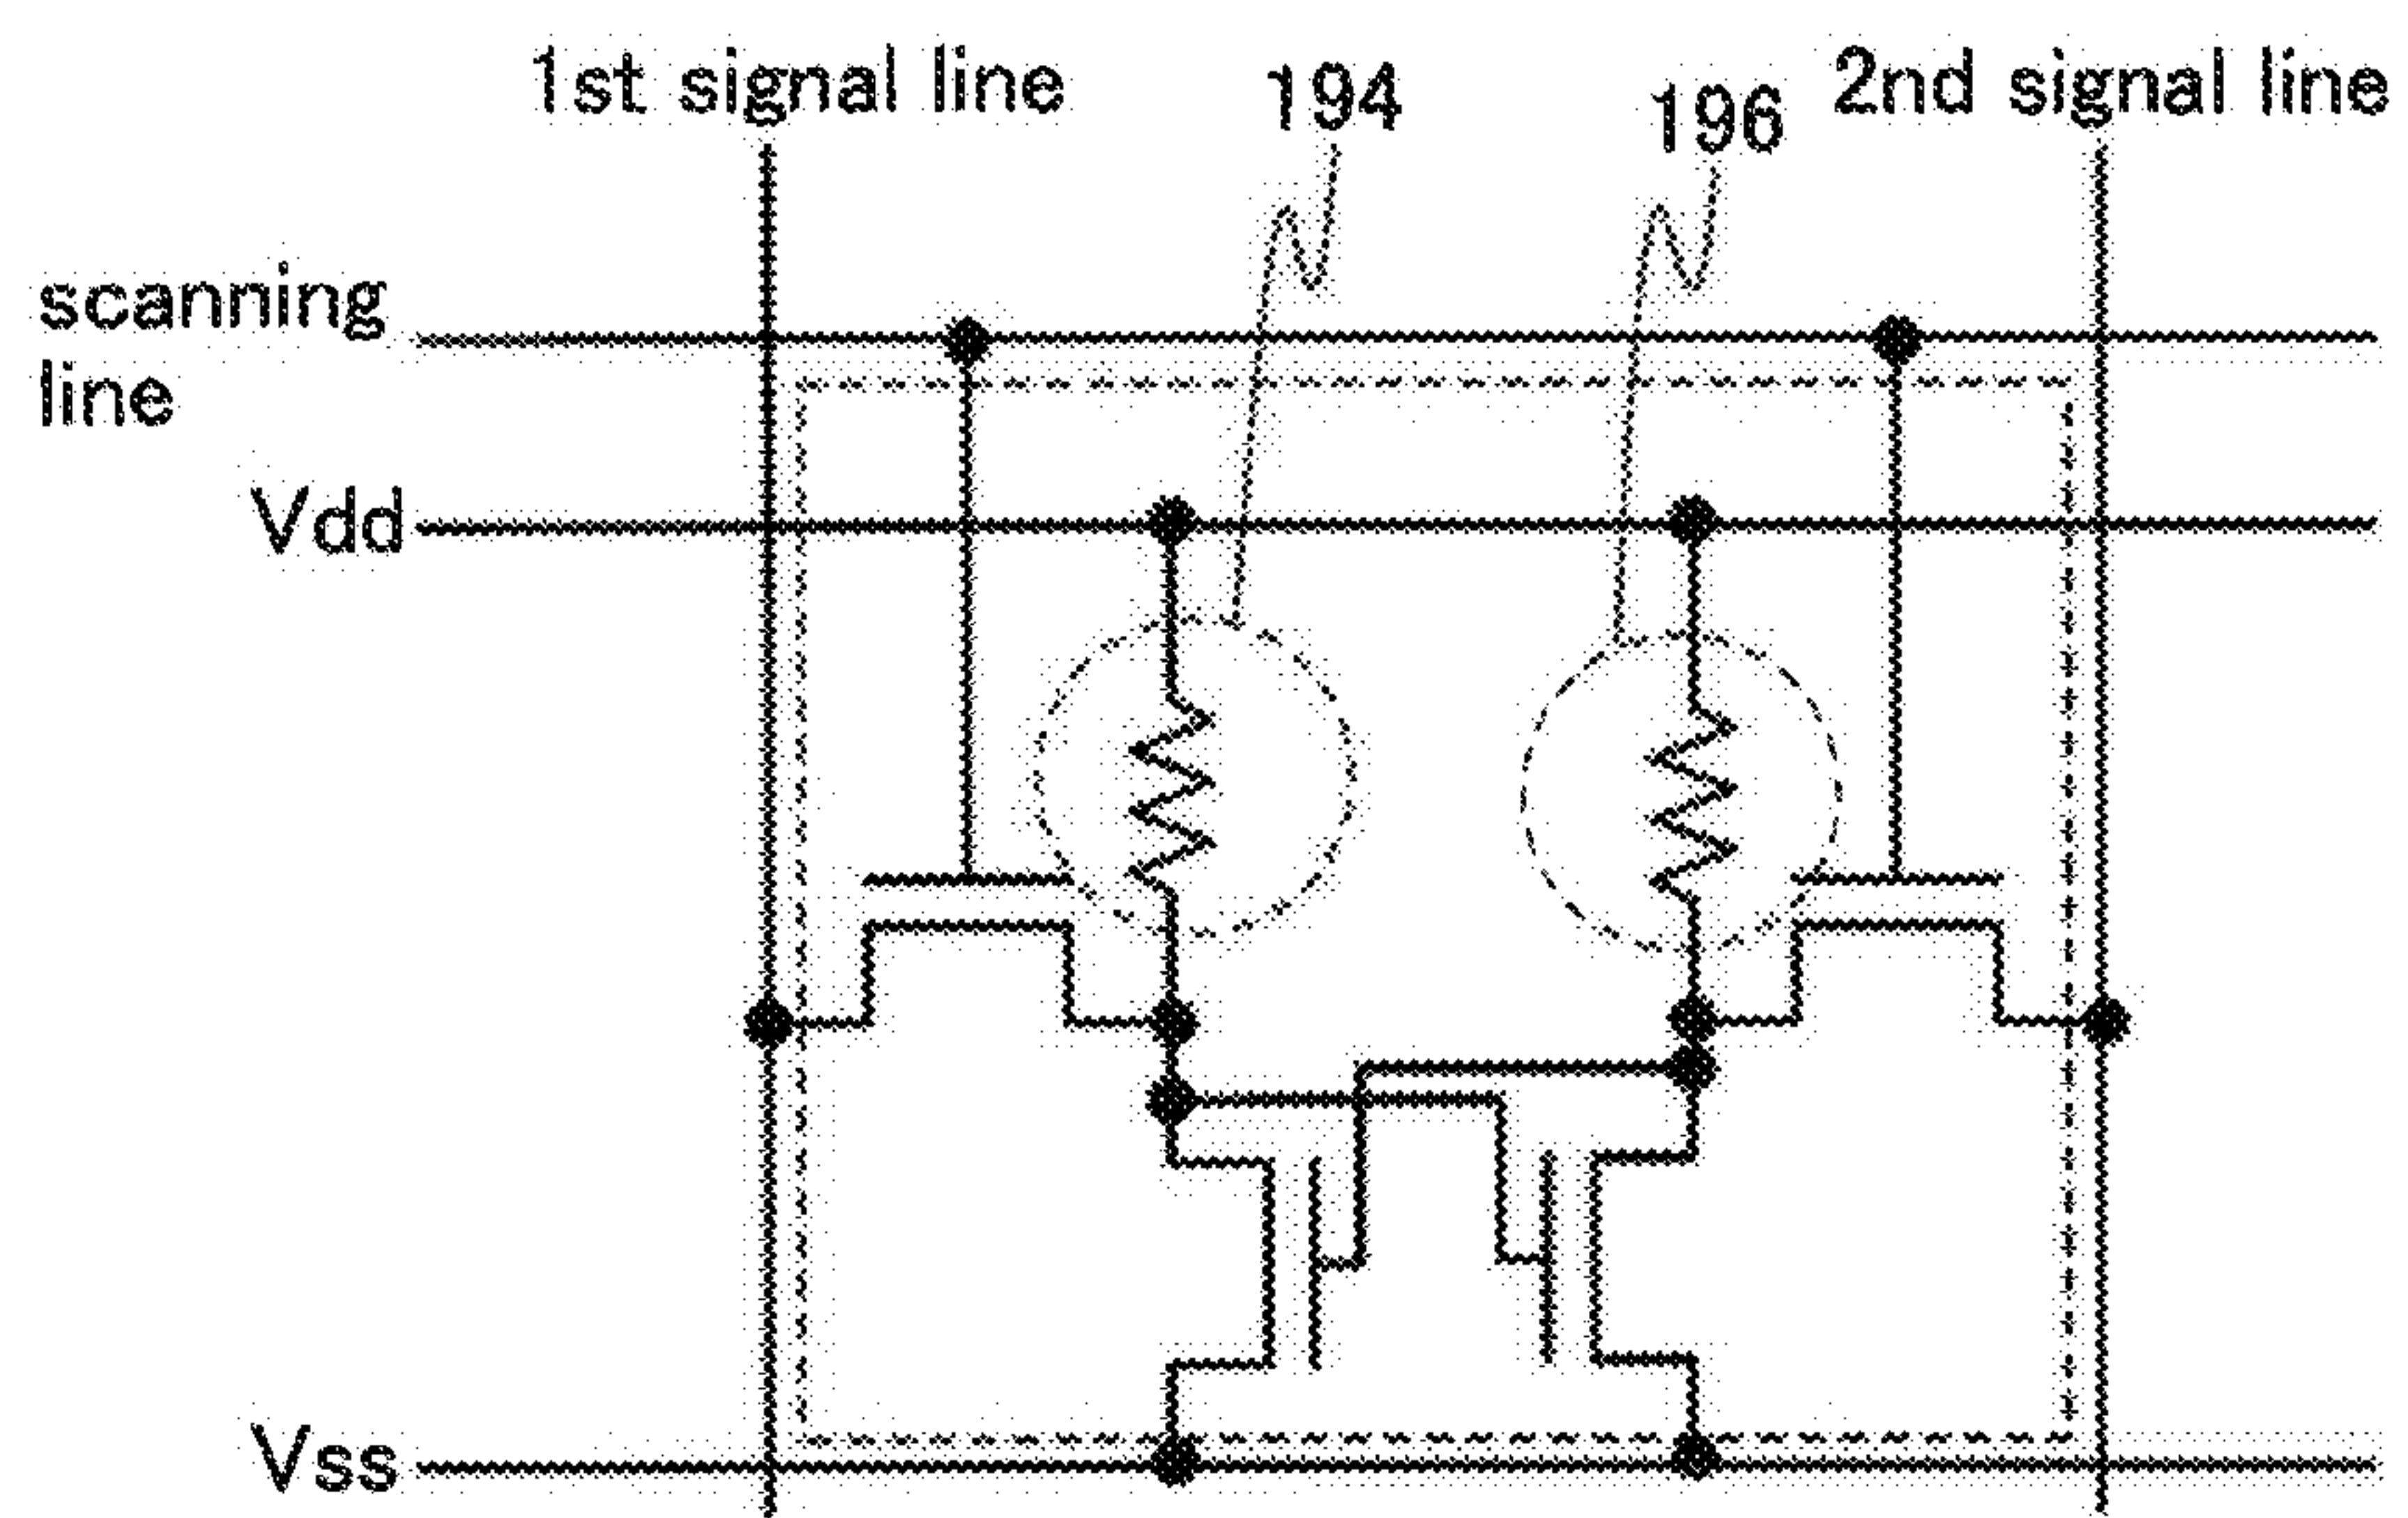 1st signal line
194
196
2nd signal line
scanning
line
Vdd
Vss